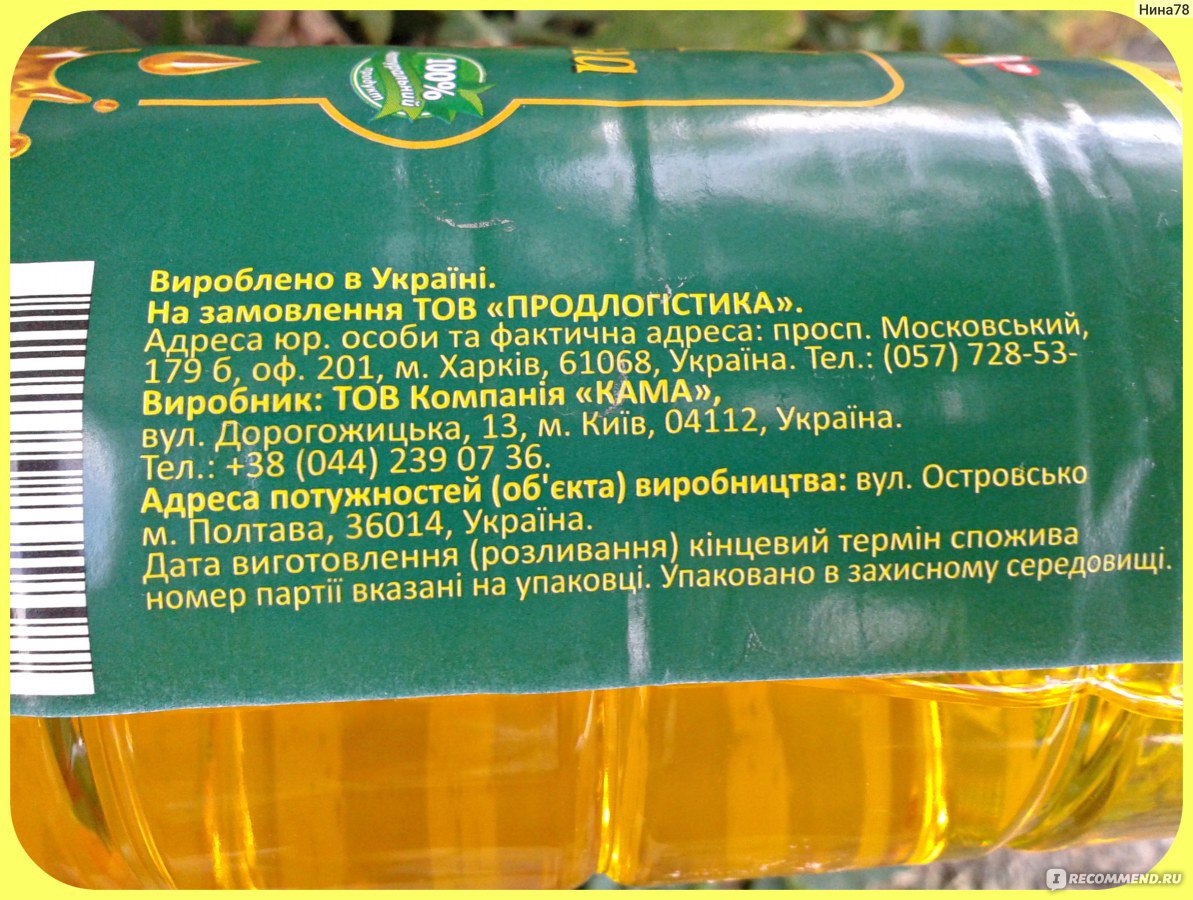 Нина78
100%
натуральний
продукт
Вироблено в Україні.
На замовлення ТОВ «ПРОДЛОГІСТИКА».
Адреса юр. особи та фактична адреса: просп. Московський,
179 б, оф. 201, м. Харків, 61068, Україна. Тел.: (057) 728-53-
Виробник: ТОВ Компанія «КАМА»,
вул. Дорогожицька, 13, м. Київ, 04112, Україна.
Тел.: +38 (044) 239 07 36.
Адреса потужностей (об'єкта) виробництва: вул. Островсько
м. Полтава, 36014, Україна.
Дата виготовлення (розливання) кінцевий термін спожива
номер партії вказані на упаковці. Упаковано в захисному середовищі.
IRECOMMEND.RU